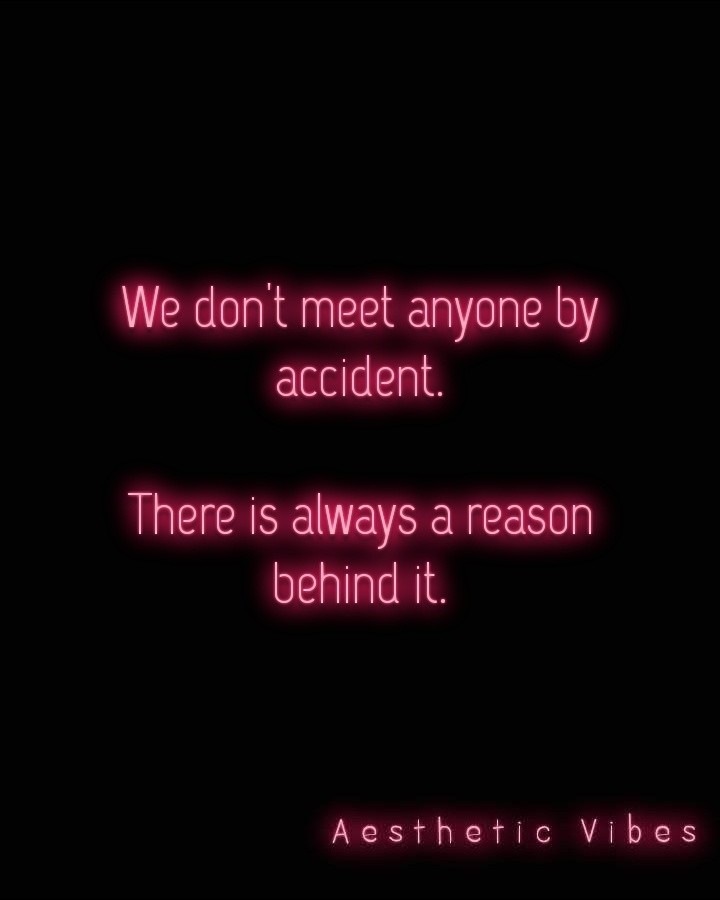 We don't meet anyone by
accident.
There is always a reason
behind it.
Aesthetic Vibes